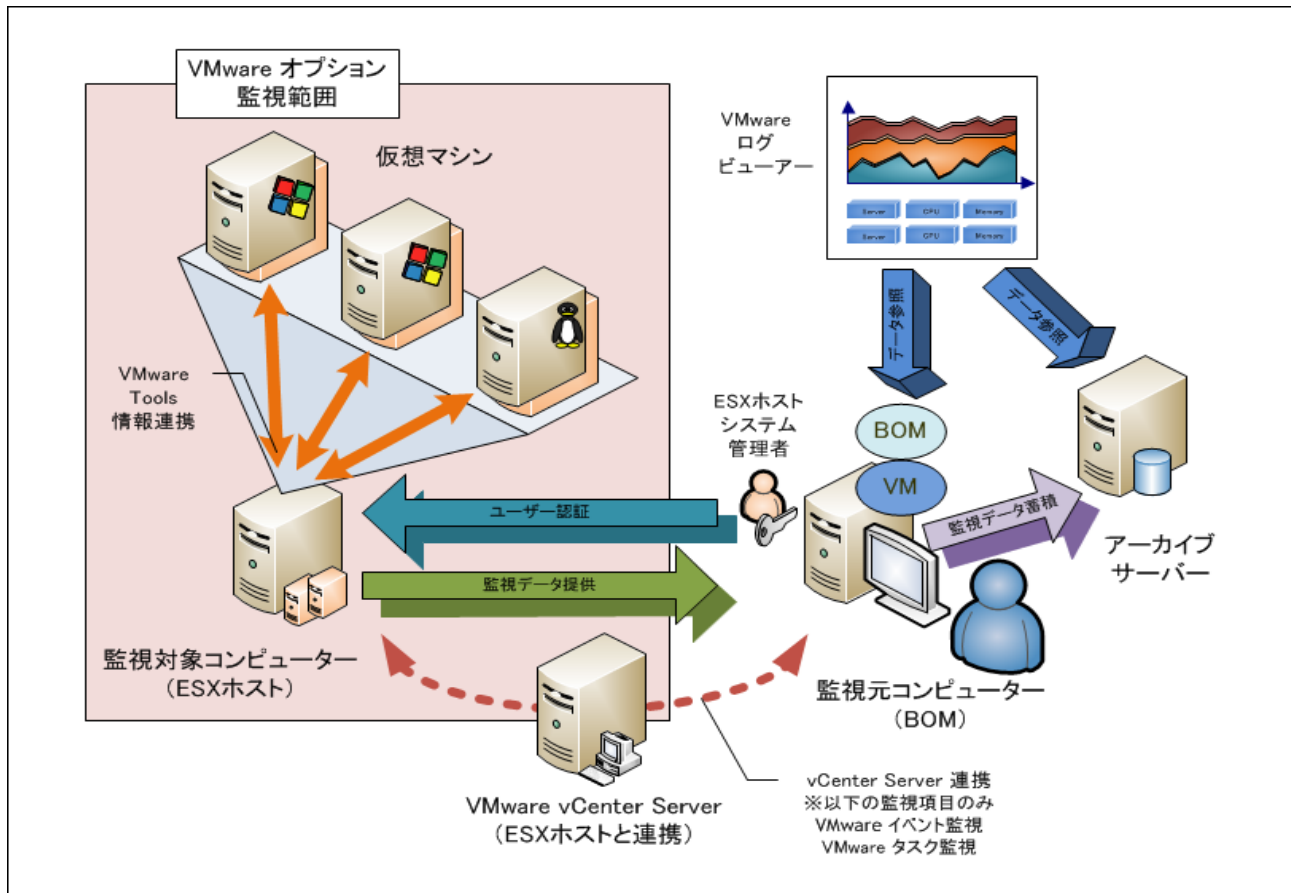 VMware オプション
監視範囲
仮想マシン
VMware
Tools
情報連携
VMware
ログ
ビューアー
Server
CPU
Memory
Server
CPU
Memory
データ参照
データ参照
ESXホスト
システム
管理者
BOM
VM
ユーザー認証
監視データ提供
監視データ蓄積
アーカイブ
サーバー
監視対象コンピューター
（ESXホスト）
監視元コンピューター
（BOM）
VMware vCenter Server
（ESXホストと連携）
vCenter Server 連携
※以下の監視項目のみ
VMware イベント監視
VMware タスク監視